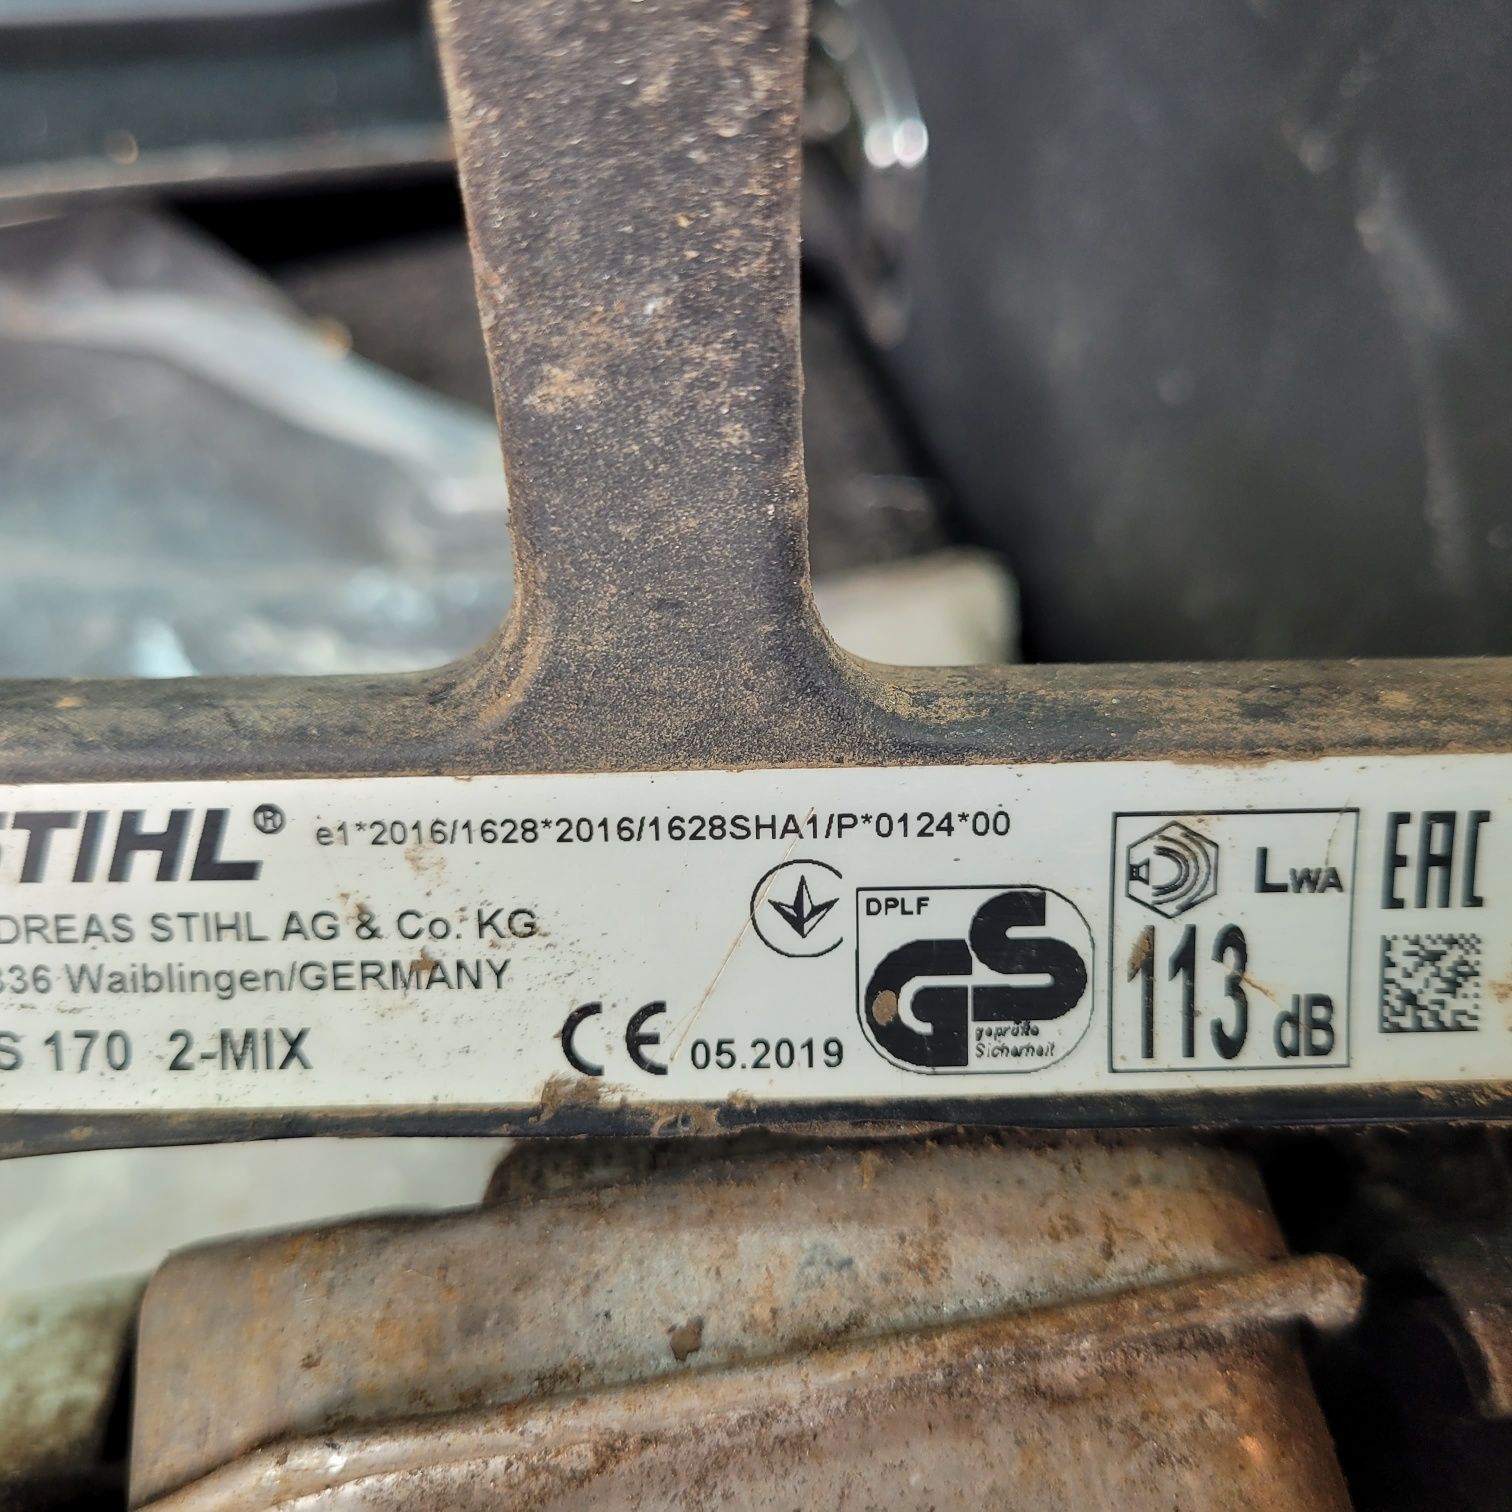 STIHL® e1*2016/1628*2016/1628SHA1/P*0124*00
DREAS STIHL AG & Co. KG
336 Waiblingen/GERMANY
S 170 2-MIX
CE 05.2019
DPLF
GS
geprüfte
Sicherheit
LWA
113 dB
EAC